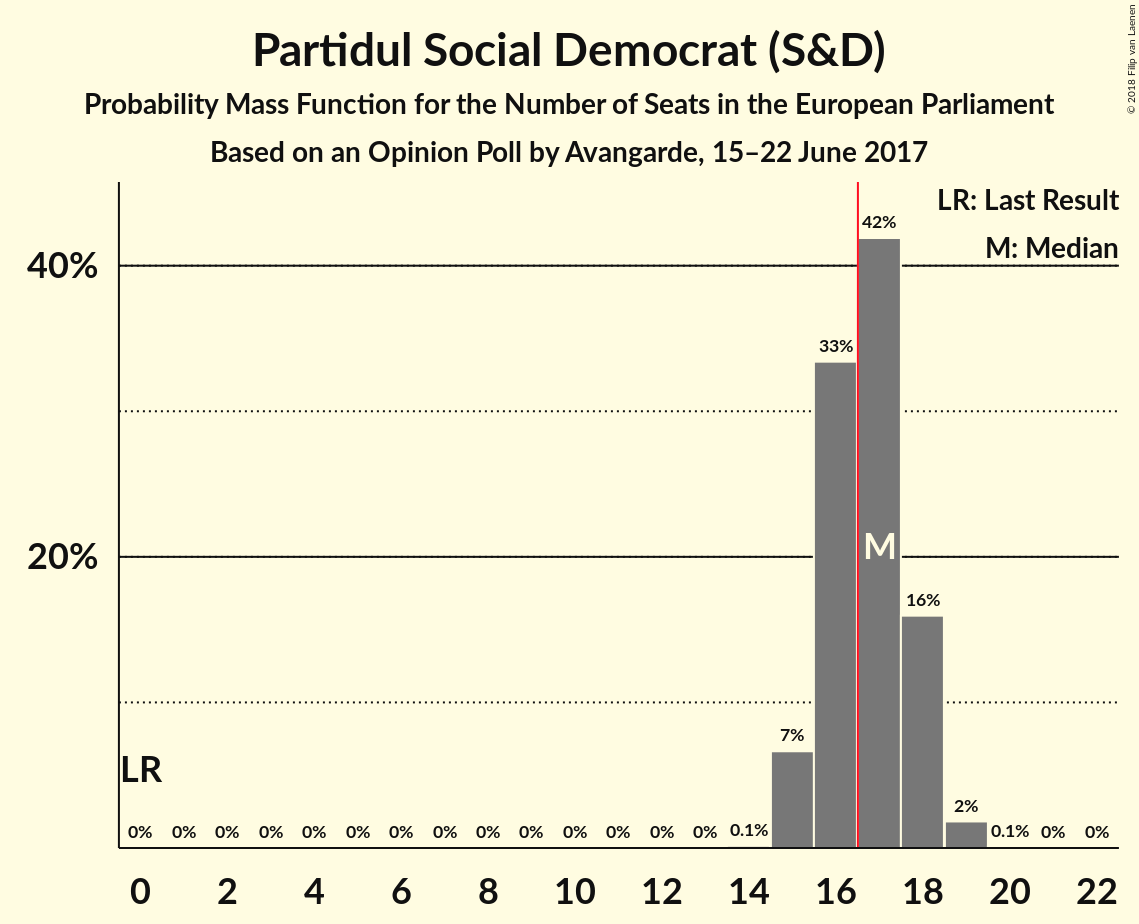 Partidul Social Democrat (S&D)
Probability Mass Function for the Number of Seats in the European Parliament
Based on an Opinion Poll by Avangarde, 15–22 June 2017
© 2018 Filip van Laenen
LR: Last Result
M: Median
40%
20%
42%
33%
M
16%
7%
LR
2%
0% 0% 0% 0% 0% 0% 0% 0% 0% 0% 0% 0% 0% 0% 0.1% 0.1% 0% 0%
0 2 4 6 8 10 12 14 16 18 20 22